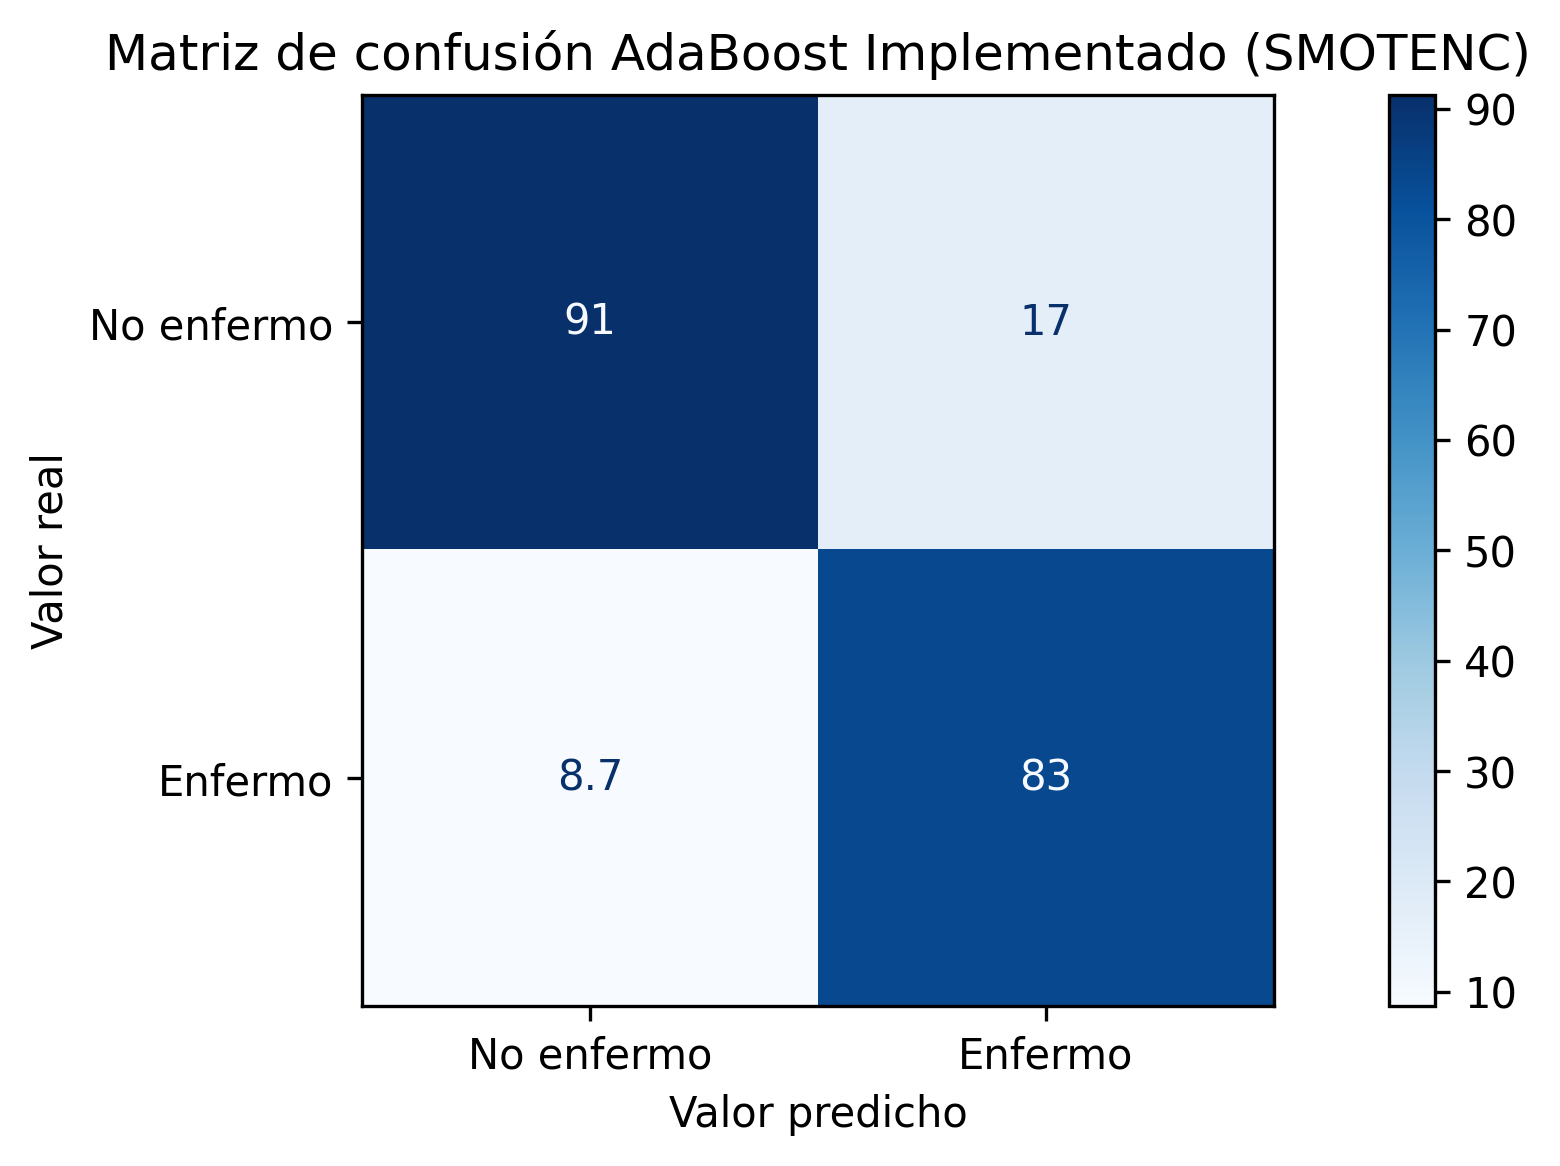 Matriz de confusión AdaBoost Implementado (SMOTENC)
Valor real
No enfermo
Enfermo
91
17
8.7
83
No enfermo
Enfermo
Valor predicho
90
80
70
60
50
40
30
20
10